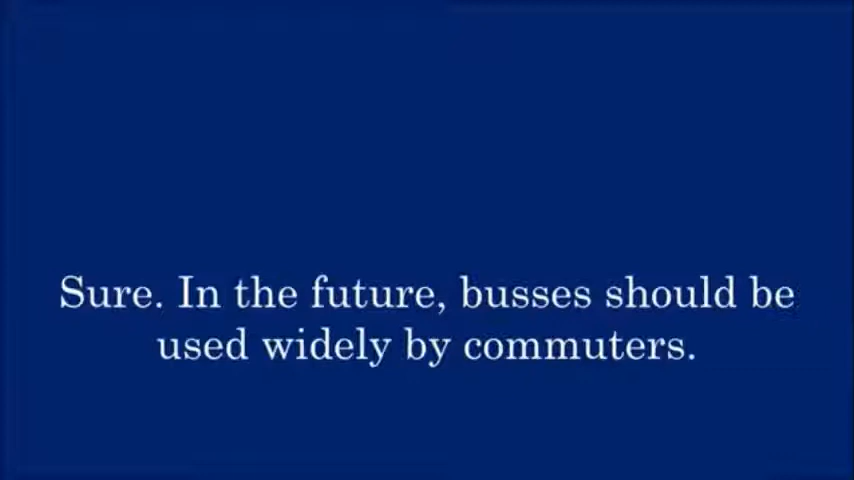 Sure. In the future, busses should be
used widely by commuters.